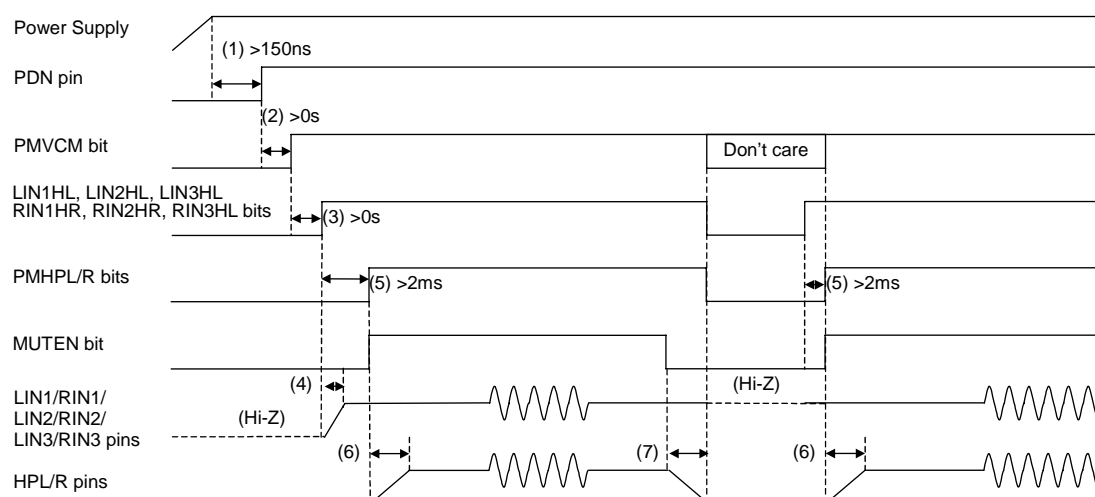 Power Supply
(1) >150ns
PDN pin
(2) >0s
PMVCM bit
Don't care
LIN1HL, LIN2HL, LIN3HL
RIN1HR, RIN2HR, RIN3HL bits
(3) >0s
PMHPL/R bits
(5) >2ms
(5) >2ms
MUTEN bit
(4)
(Hi-Z)
LIN1/RIN1/
LIN2/RIN2/
LIN3/RIN3 pins
(Hi-Z)
(6)
(7)
(6)
HPL/R pins